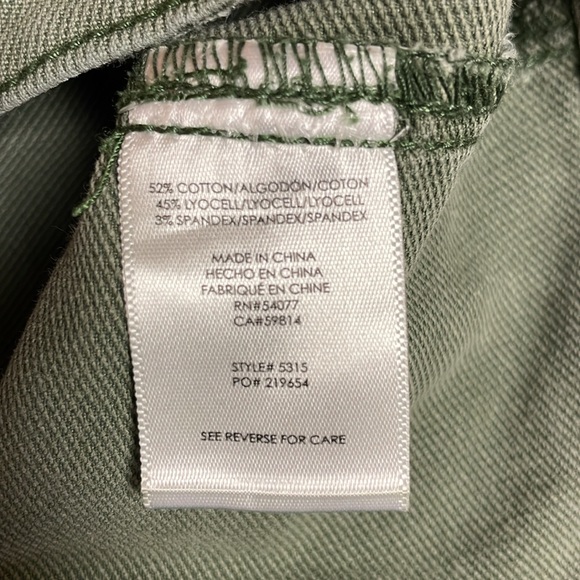 52% COTTON/ALGODÓN/COTON
45% LYOCELL/LYOCELL/LYOCELL
3% SPANDEX/SPANDEX/SPANDEX
MADE IN CHINA
HECHO EN CHINA
FABRIQUÉ EN CHINE
RN#54077
CA#59814
STYLE# 5315
PO# 219654
SEE REVERSE FOR CARE